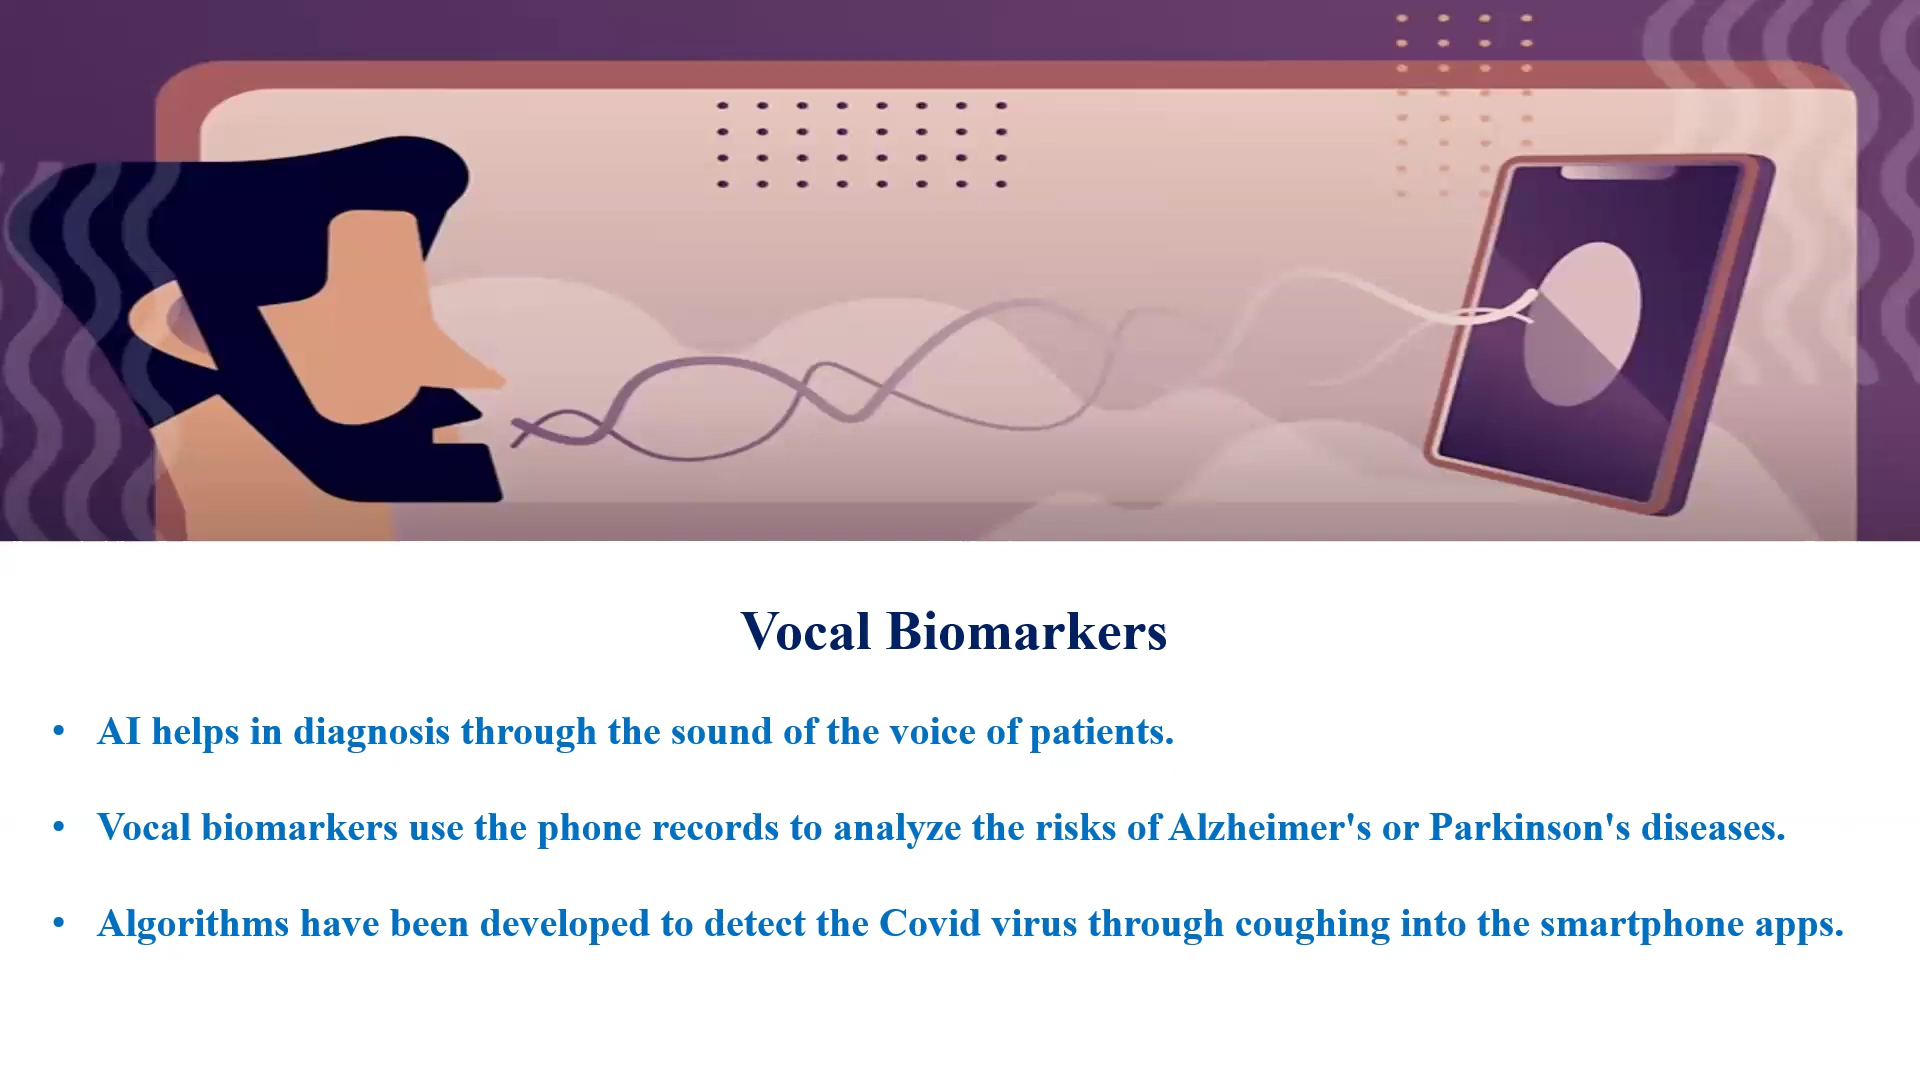 Vocal Biomarkers
• AI helps in diagnosis through the sound of the voice of patients.
• Vocal biomarkers use the phone records to analyze the risks of Alzheimer's or Parkinson's diseases.
• Algorithms have been developed to detect the Covid virus through coughing into the smartphone apps.